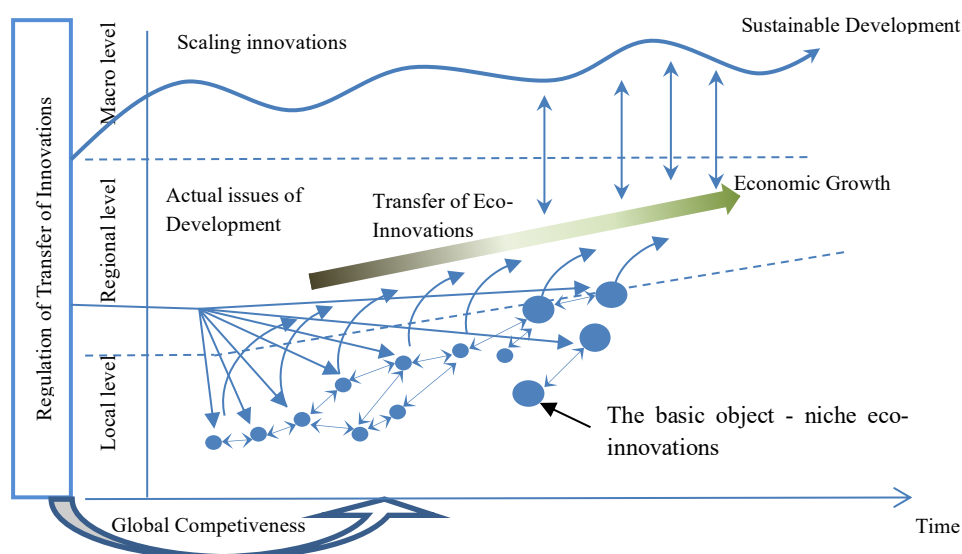 Sustainable Development
Scaling innovations
Macro level
Regulation of Transfer of Innovations
Actual issues of
Development
Transfer of Eco-
Innovations
Economic Growth
Regional level
Local level
The basic object - niche eco-
innovations
Global Competiveness
Time